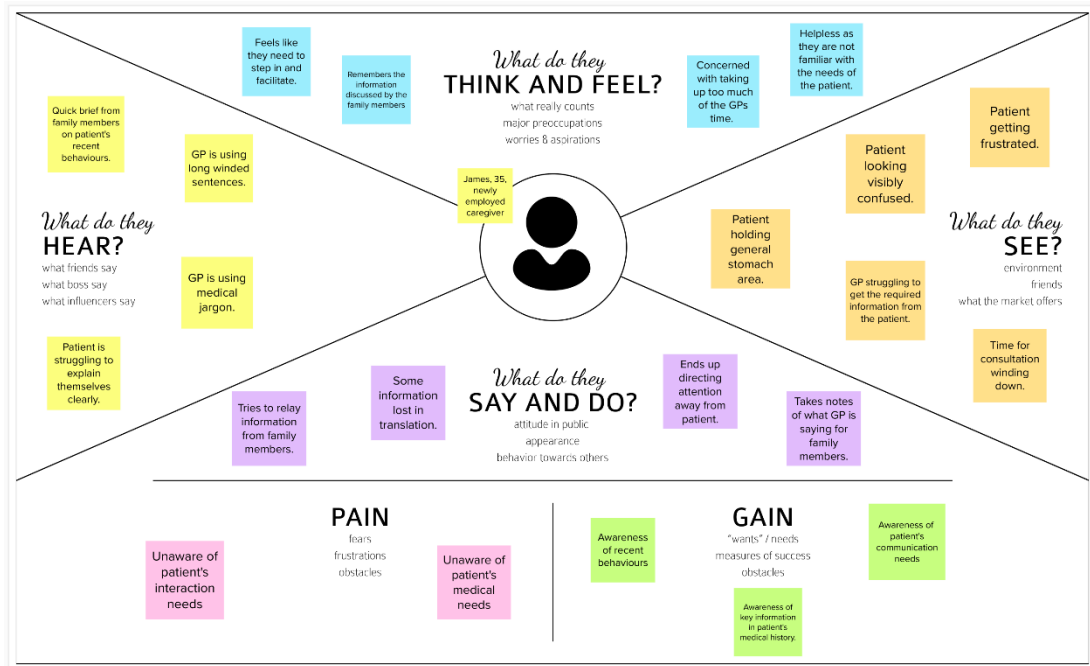 Feels like
they need to
step in and
facilitate.
Remembers the
information
discussed by the
family members
What do they
THINK AND FEEL?
what really counts
major preoccupations
worries & aspirations
Concerned
with taking
up too much
of the GPs
time.
Helpless as
they are not
familiar with
the needs of
the patient.
Quick brief from
family members
on patient's
recent
behaviours.
GP is using
long winded
sentences.
What do they
HEAR?
what friends say
what boss say
what influencers say
GP is using
medical
jargon.
Patient is
struggling to
explain
themselves
clearly.
James, 35,
newly
employed
caregiver
Patient
getting
frustrated.
Patient
looking
visibly
confused.
Patient
holding
general
stomach
area.
What do they
SEE?
environment
friends
what the market offers
GP struggling to
get the required
information from
the patient.
Time for
consultation
winding
down.
Tries to relay
information
from family
members.
Some
information
lost in
translation.
What do they
SAY AND DO?
attitude in public
appearance
behavior towards others
Ends up
directing
attention
away from
patient.
Takes notes
of what GP is
saying for
family
members.
PAIN
fears
frustrations
obstacles
Unaware of
patient's
interaction
needs
Unaware of
patient's
medical
needs
GAIN
"wants" / needs
measures of success
obstacles
Awareness
of recent
behaviours
Awareness of
key information
in patient's
medical history.
Awareness of
patient's
communication
needs